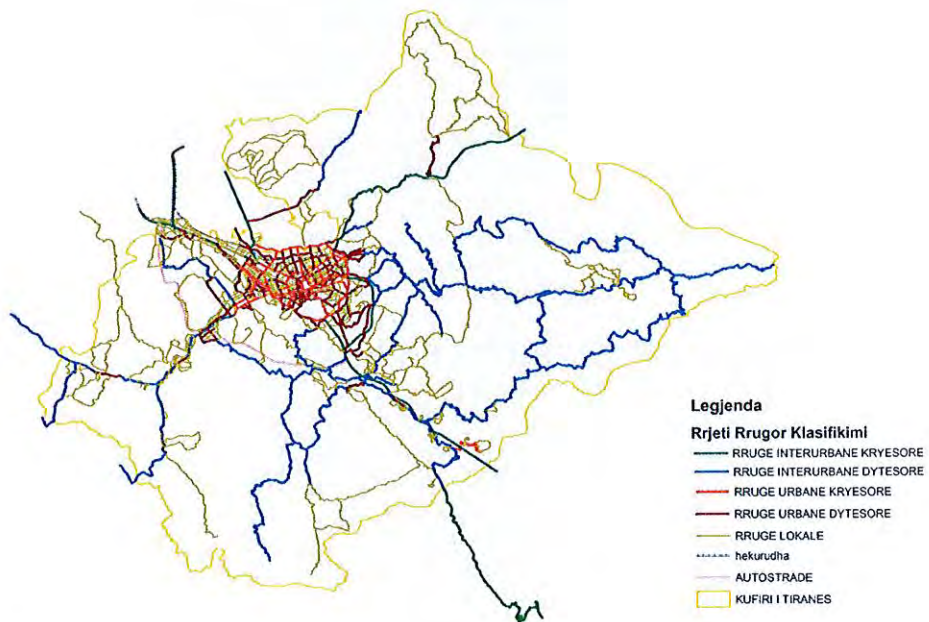 Legjenda
Rrjeti Rrugor Klasifikimi
RRUGE INTERURBANE KRYESORE
RRUGE INTERURBANE DYTESORE
RRUGE URBANE KRYESORE
RRUGE URBANE DYTESORE
RRUGE LOKALE
hekurudha
AUTOSTRADE
KUFIRI I TIRANES